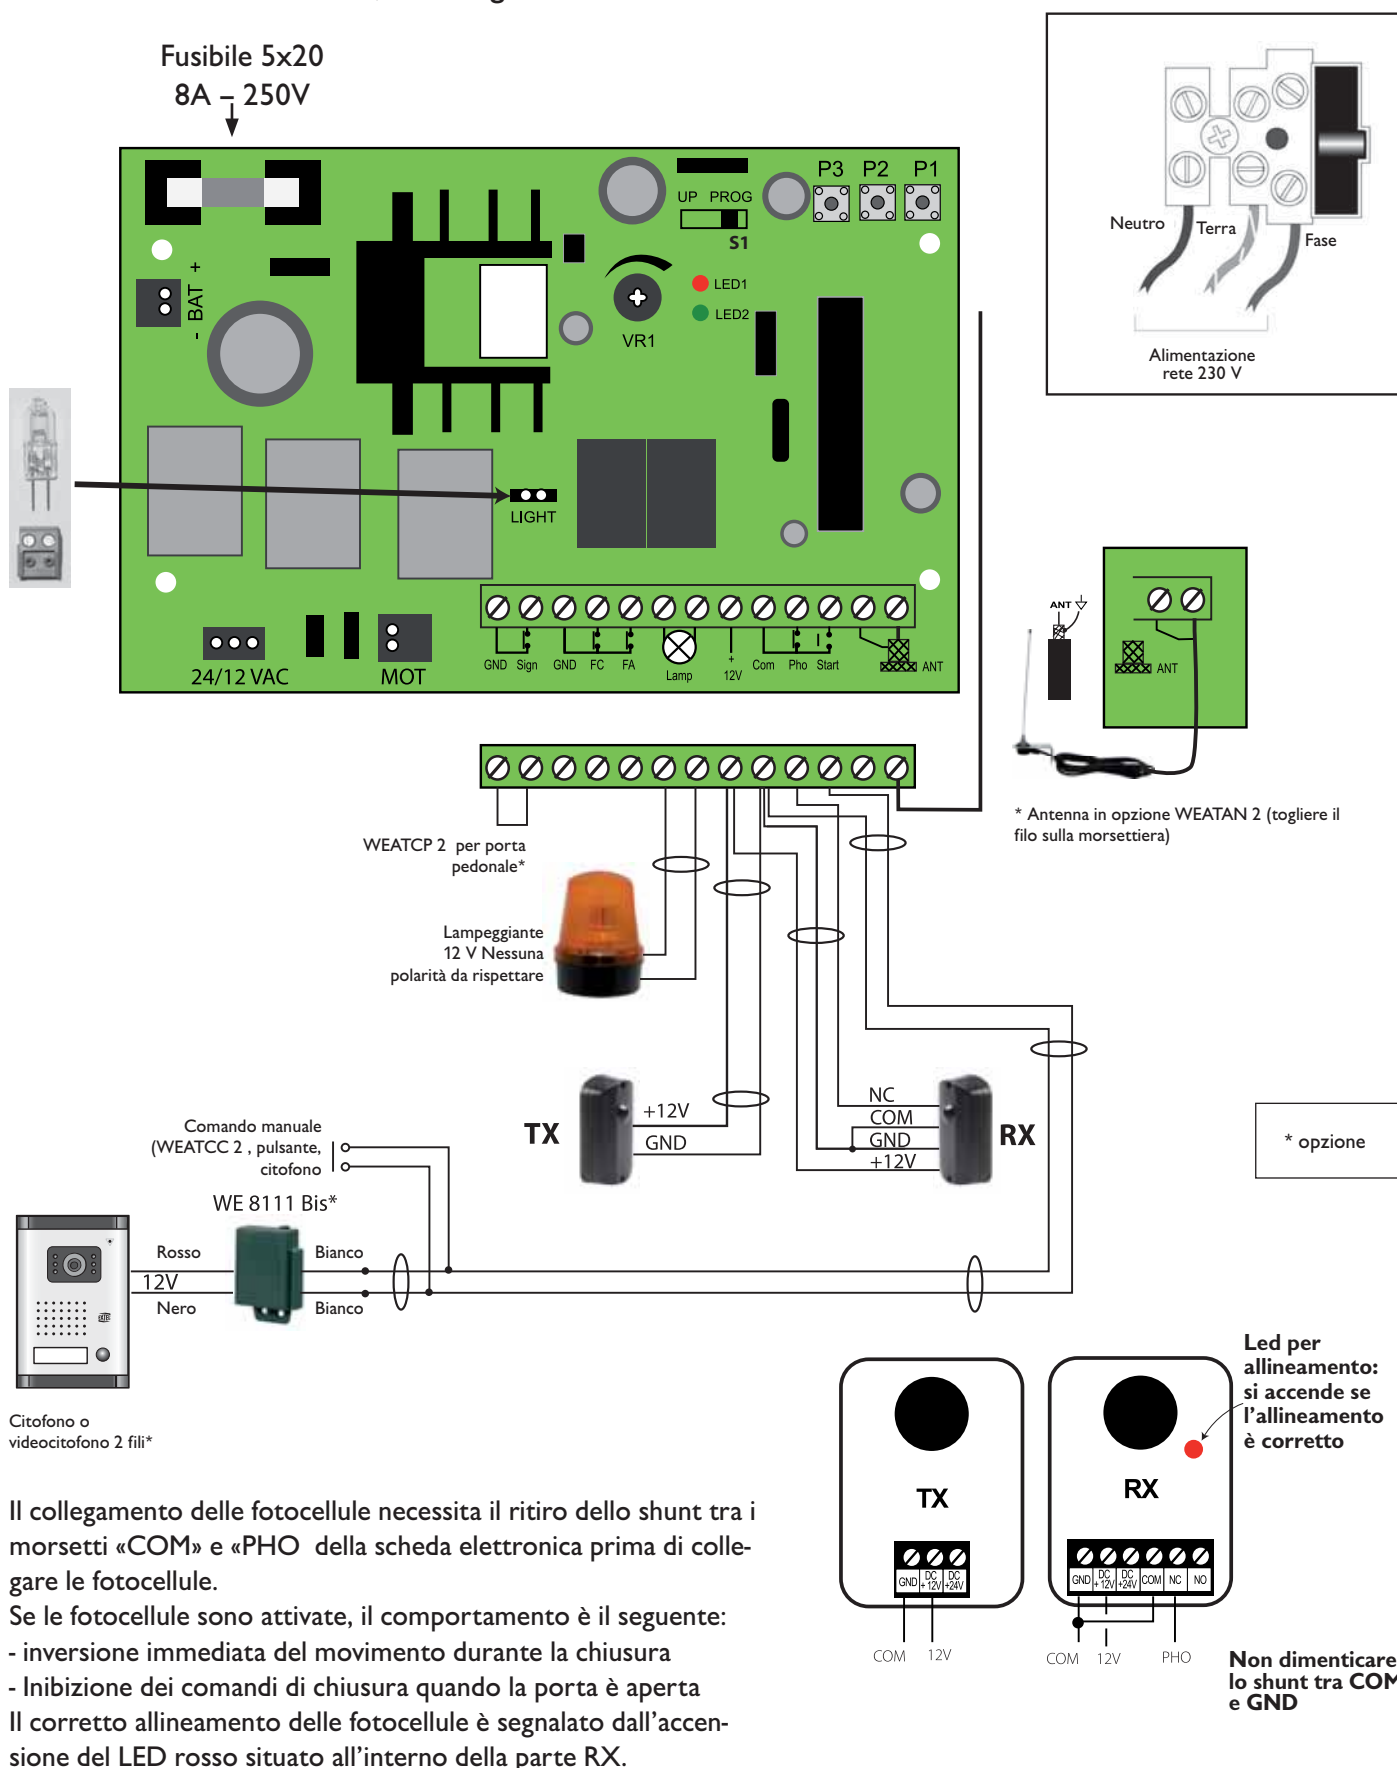 Fusibile 5x20
8A – 250V
P3 P2 P1
UP PROG
S1
LED1
LED2
VR1
- BAT +
LIGHT
24/12 VAC
MOT
GND Sign GND FC FA Lamp + 12V Com Pho Start ANT
Neutro
Terra
Fase
Alimentazione
rete 230 V
ANT
ANT
* Antenna in opzione WEATAN 2 (togliere il
filo sulla morsettiera)
WEATCP 2 per porta
pedonale*
Lampeggiante
12 V Nessuna
polarità da rispettare
TX
+12V
GND
NC
COM
GND
+12V
RX
* opzione
Comando manuale
(WEATCC 2 , pulsante,
citofono
WE 8111 Bis*
Rosso
12V
Nero
Bianco
Bianco
Citofono o
videocitofono 2 fili*
Led per
allineamento:
si accende se
l’allineamento
è corretto
TX
GND DC + 12V DC +24V
COM 12V
RX
GND DC + 12V DC +24V COM NC NO
COM 12V PHO
Non dimenticare
lo shunt tra COM
e GND
Il collegamento delle fotocellule necessita il ritiro dello shunt tra i
morsetti «COM» e «PHO della scheda elettronica prima di colle-
gare le fotocellule.
Se le fotocellule sono attivate, il comportamento è il seguente:
- inversione immediata del movimento durante la chiusura
- Inibizione dei comandi di chiusura quando la porta è aperta
Il corretto allineamento delle fotocellule è segnalato dall’accen-
sione del LED rosso situato all’interno della parte RX.